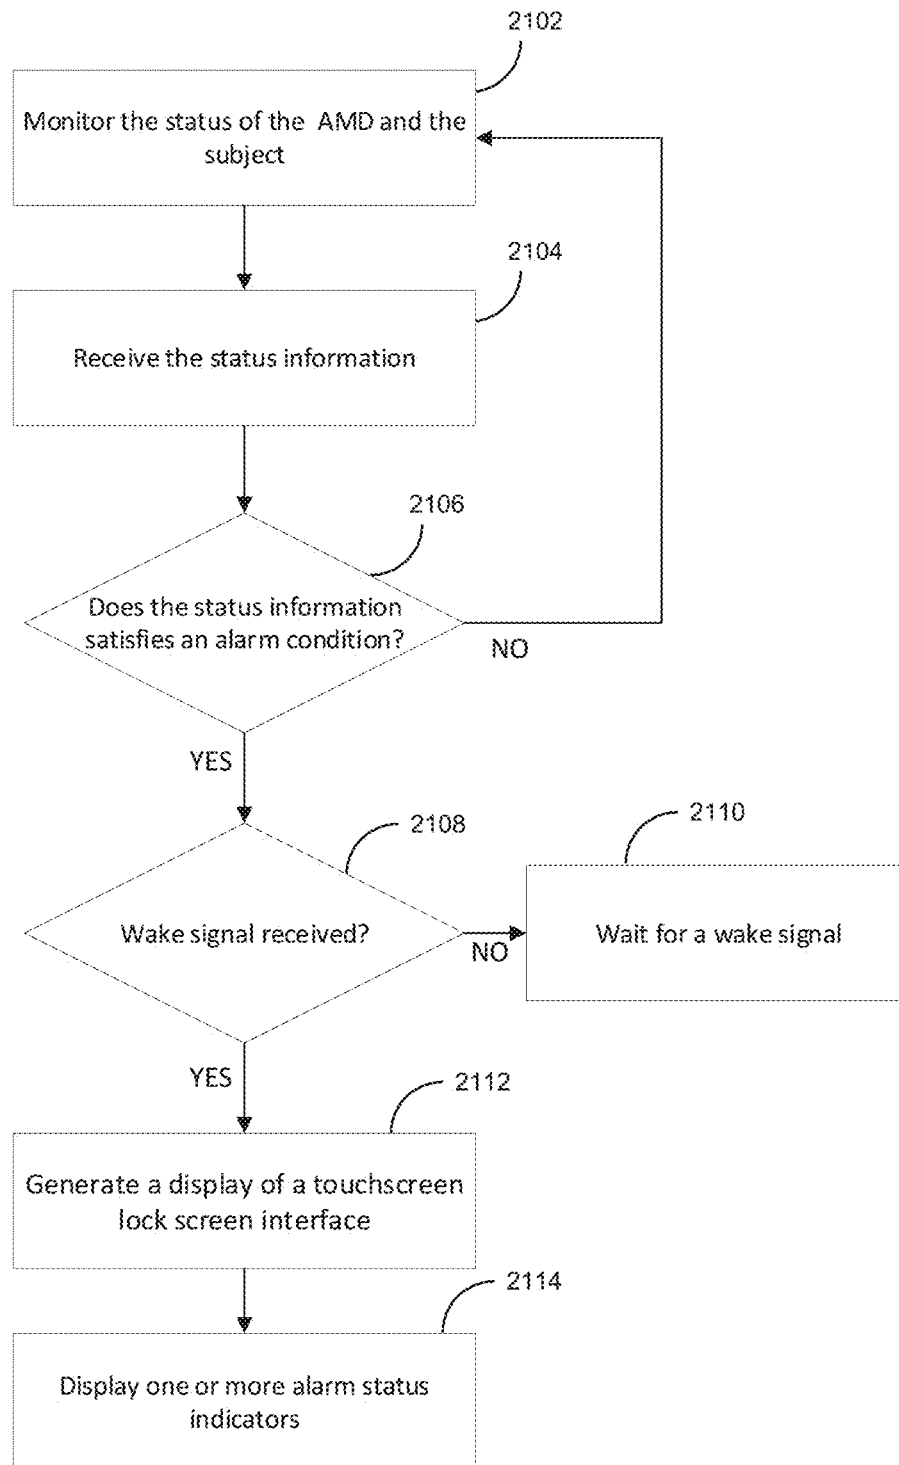 2102
Monitor the status of the AMD and the
subject
2104
Receive the status information
2106
Does the status information
satisfies an alarm condition?
NO
YES
2108
2110
Wake signal received?
Wait for a wake signal
NO
YES
2112
Generate a display of a touchscreen
lock screen interface
2114
Display one or more alarm status
indicators